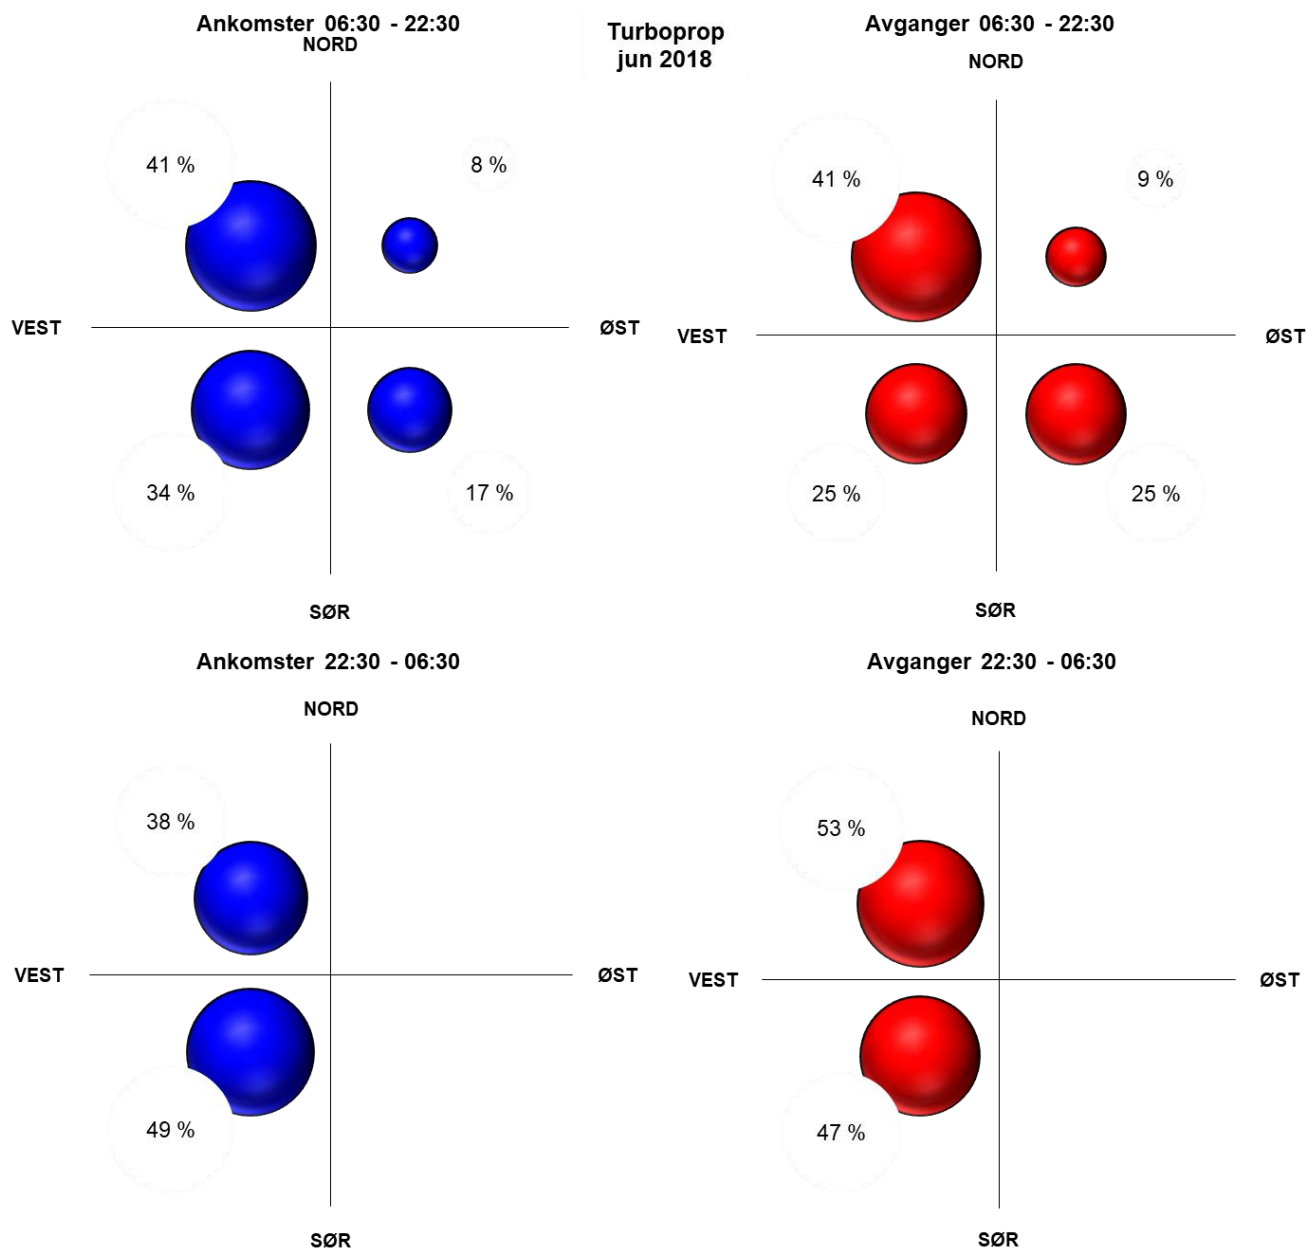 Ankomster 06:30 - 22:30
NORD
Turboprop
jun 2018
Avganger 06:30 - 22:30
NORD
41 %
8 %
VEST
ØST
34 %
17 %
SØR
41 %
9 %
VEST
ØST
25 %
25 %
SØR
Ankomster 22:30 - 06:30
NORD
38 %
VEST
ØST
49 %
SØR
Avganger 22:30 - 06:30
NORD
53 %
VEST
ØST
47 %
SØR